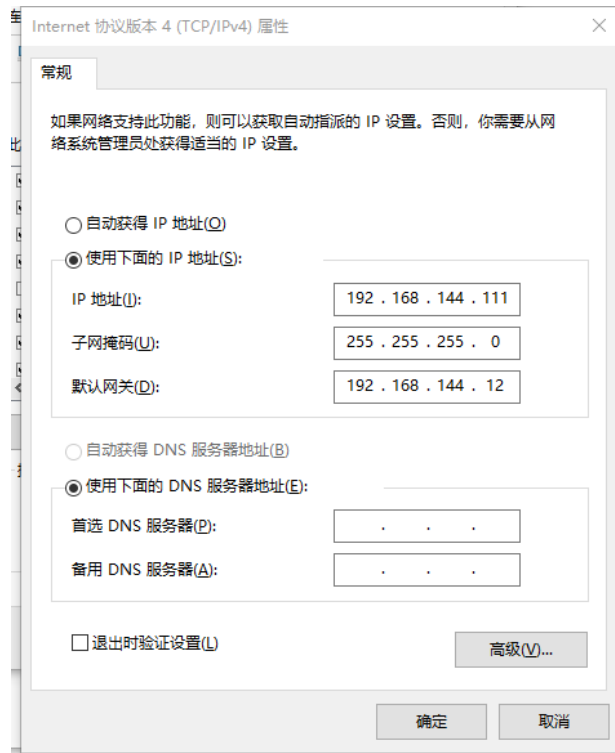 Internet 协议版本 4 (TCP/IPv4) 属性
常规
如果网络支持此功能，则可以获取自动指派的 IP 设置。否则，你需要从网
络系统管理员处获得适当的 IP 设置。
自动获得 IP 地址(O)
使用下面的 IP 地址(S):
IP 地址(I):
192 . 168 . 144 . 111
子网掩码(U):
255 . 255 . 255 . 0
默认网关(D):
192 . 168 . 144 . 12
自动获得 DNS 服务器地址(B)
使用下面的 DNS 服务器地址(E):
首选 DNS 服务器(P):
. . .
备用 DNS 服务器(A):
. . .
退出时验证设置(L)
高级(V)...
确定
取消